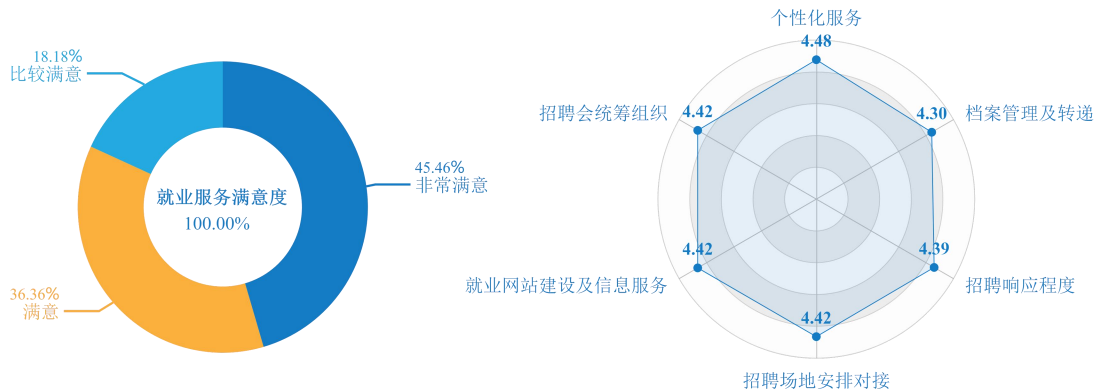 18.18%
比较满意
45.46%
非常满意
就业服务满意度
100.00%
36.36%
满意
个性化服务
4.48
招聘会统筹组织
4.42
4.30
档案管理及转递
4.42
就业网站建设及信息服务
4.39
招聘响应程度
4.42
招聘场地安排对接